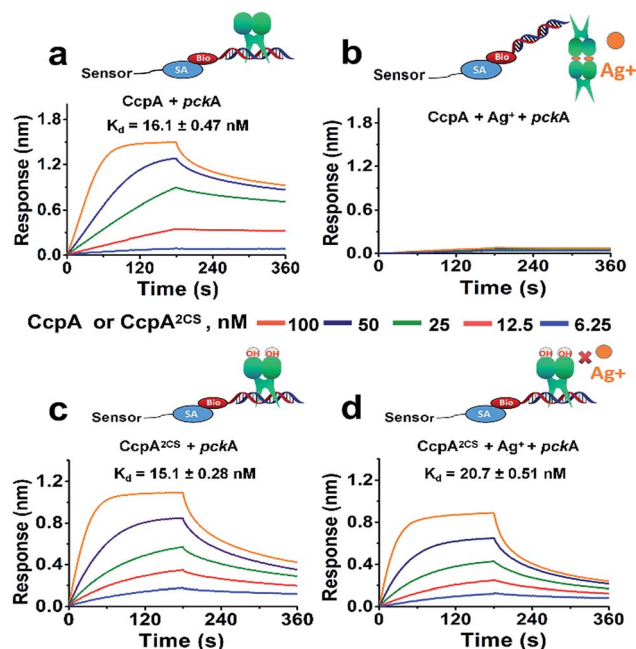 a
Bio
SA
Sensor
CcpA + pckA
Kd = 16.1 ± 0.47 nM
Response (nm)
1.8
1.2
0.6
0.0
0 120 240 360
Time (s)
b
Bio
SA
Sensor
Ag+
CcpA + Ag⁺ + pckA
Response (nm)
1.8
1.2
0.6
0.0
0 120 240 360
Time (s)
CcpA or CcpA²ᶜˢ, nM 100 50 25 12.5 6.25
c
OH OH
Bio
SA
Sensor
CcpA²ᶜˢ + pckA
Kd = 15.1 ± 0.28 nM
Response (nm)
1.2
0.8
0.4
0.0
0 120 240 360
Time (s)
d
OH OH
Ag+
Bio
SA
Sensor
CcpA²ᶜˢ + Ag⁺ + pckA
Kd = 20.7 ± 0.51 nM
Response (nm)
1.2
0.8
0.4
0.0
0 120 240 360
Time (s)